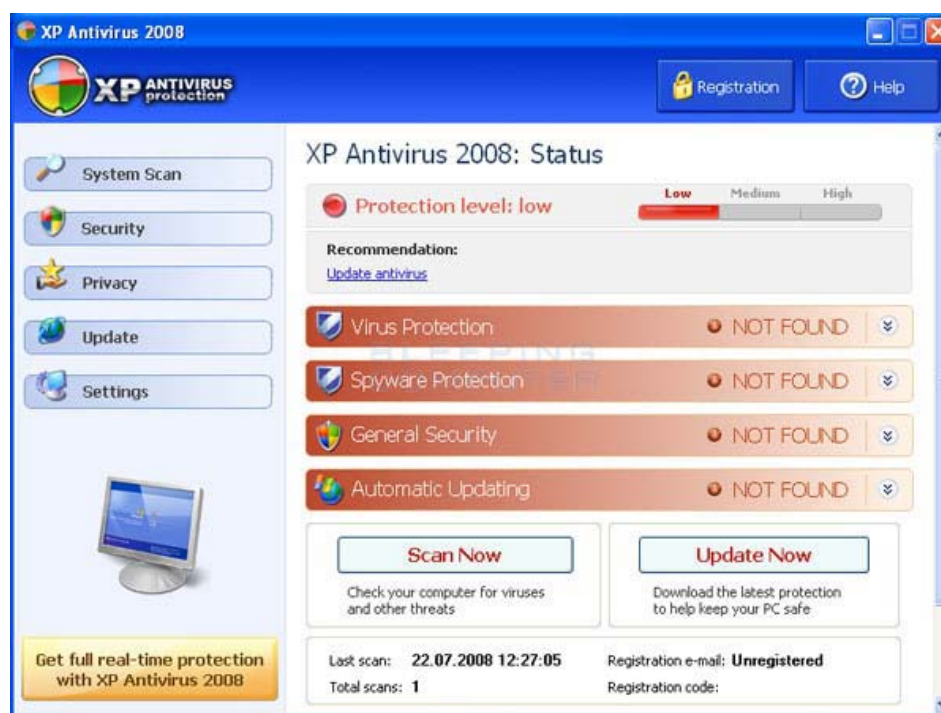 XP Antivirus 2008
XP ANTIVIRUS
protection
Registration
Help
System Scan
Security
Privacy
Update
Settings
Get full real-time protection
with XP Antivirus 2008
XP Antivirus 2008: Status
Protection level: low
Low Medium High
Recommendation:
Update antivirus
Virus Protection NOT FOUND
BLEEPING
COMPUTER
Spyware Protection NOT FOUND
General Security NOT FOUND
Automatic Updating NOT FOUND
Scan Now
Check your computer for viruses
and other threats
Update Now
Download the latest protection
to help keep your PC safe
Last scan: 22.07.2008 12:27:05
Total scans: 1
Registration e-mail: Unregistered
Registration code: